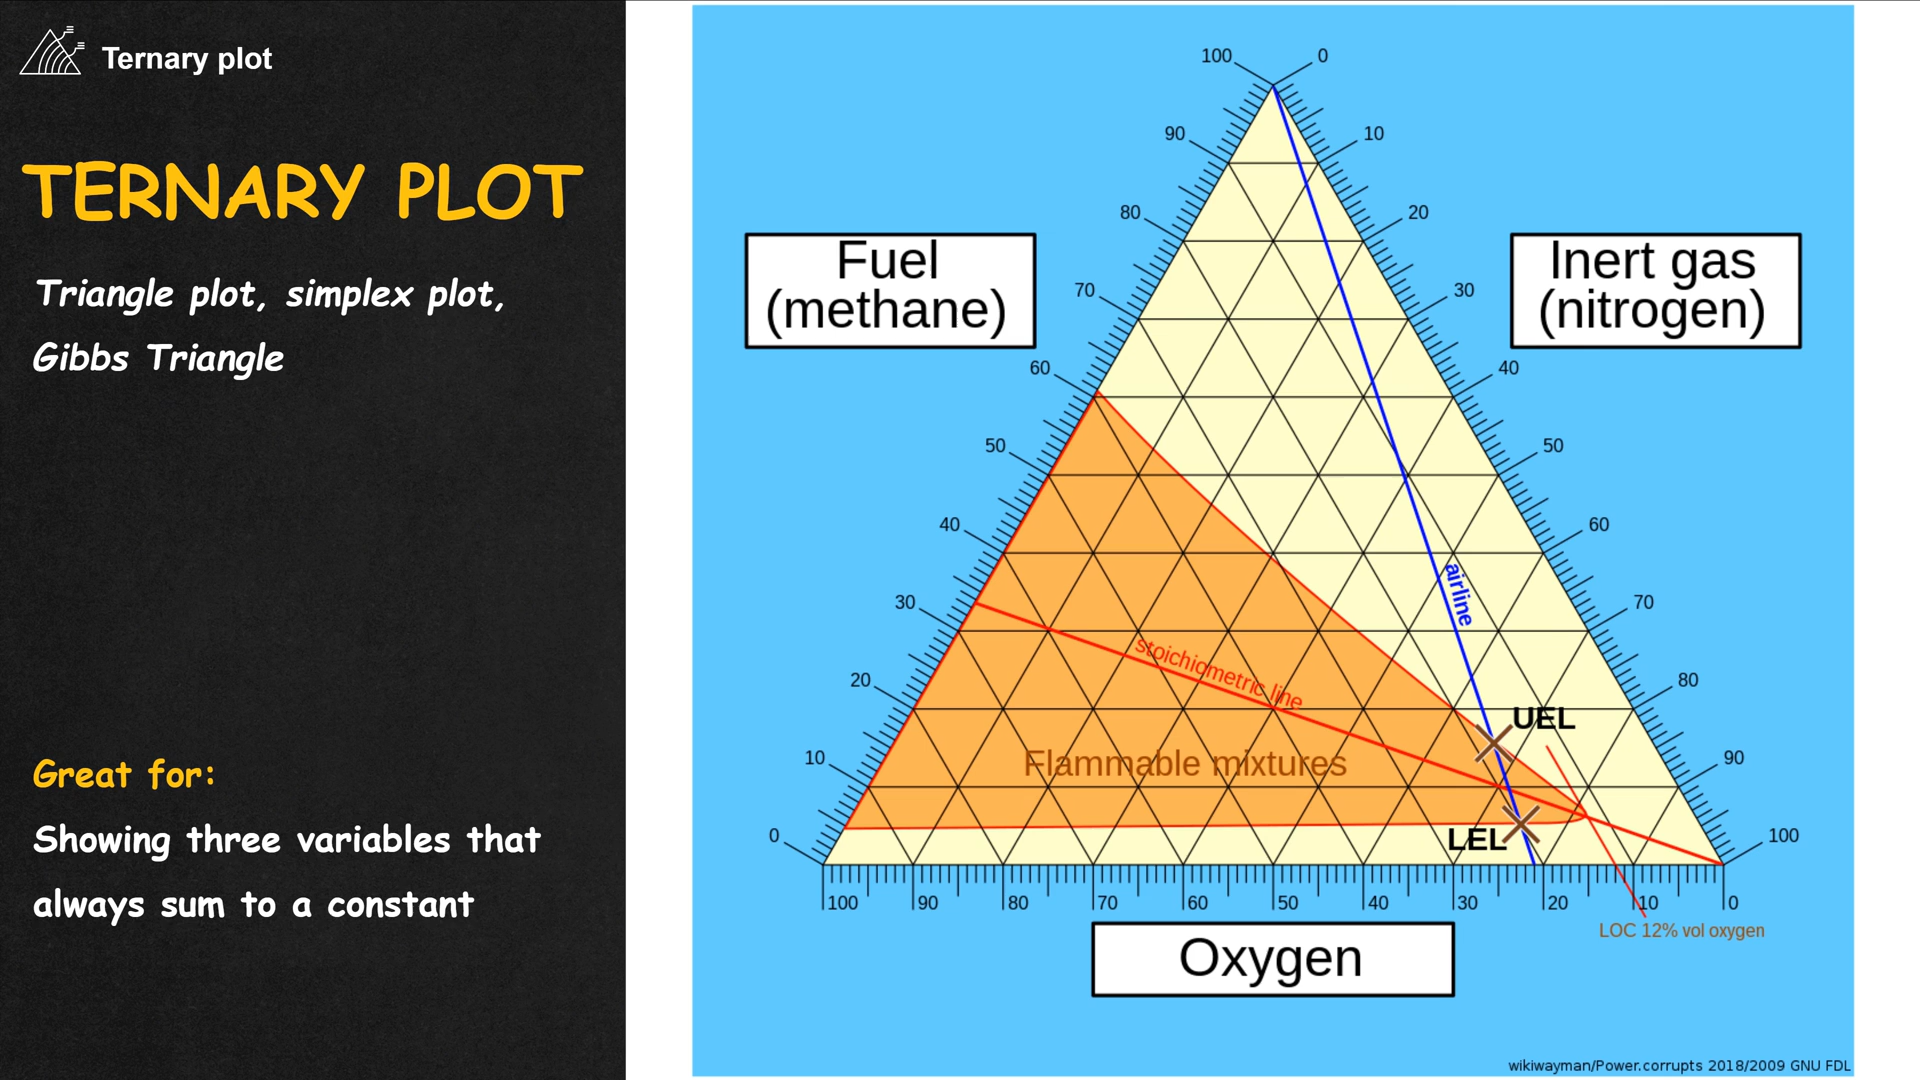 Ternary plot
TERNARY PLOT
Triangle plot, simplex plot,
Gibbs Triangle
Great for:
Showing three variables that
always sum to a constant
100
0
90
10
80
20
Fuel
(methane)
Inert gas
(nitrogen)
70
30
60
40
50
50
40
60
airline
30
70
stoichiometric line
20
80
UEL
10
90
Flammable mixtures
LEL
0
100
100
90
80
70
60
50
40
30
20
10
0
LOC 12% vol oxygen
Oxygen
wikiwayman/Power.corrupts 2018/2009 GNU FDL